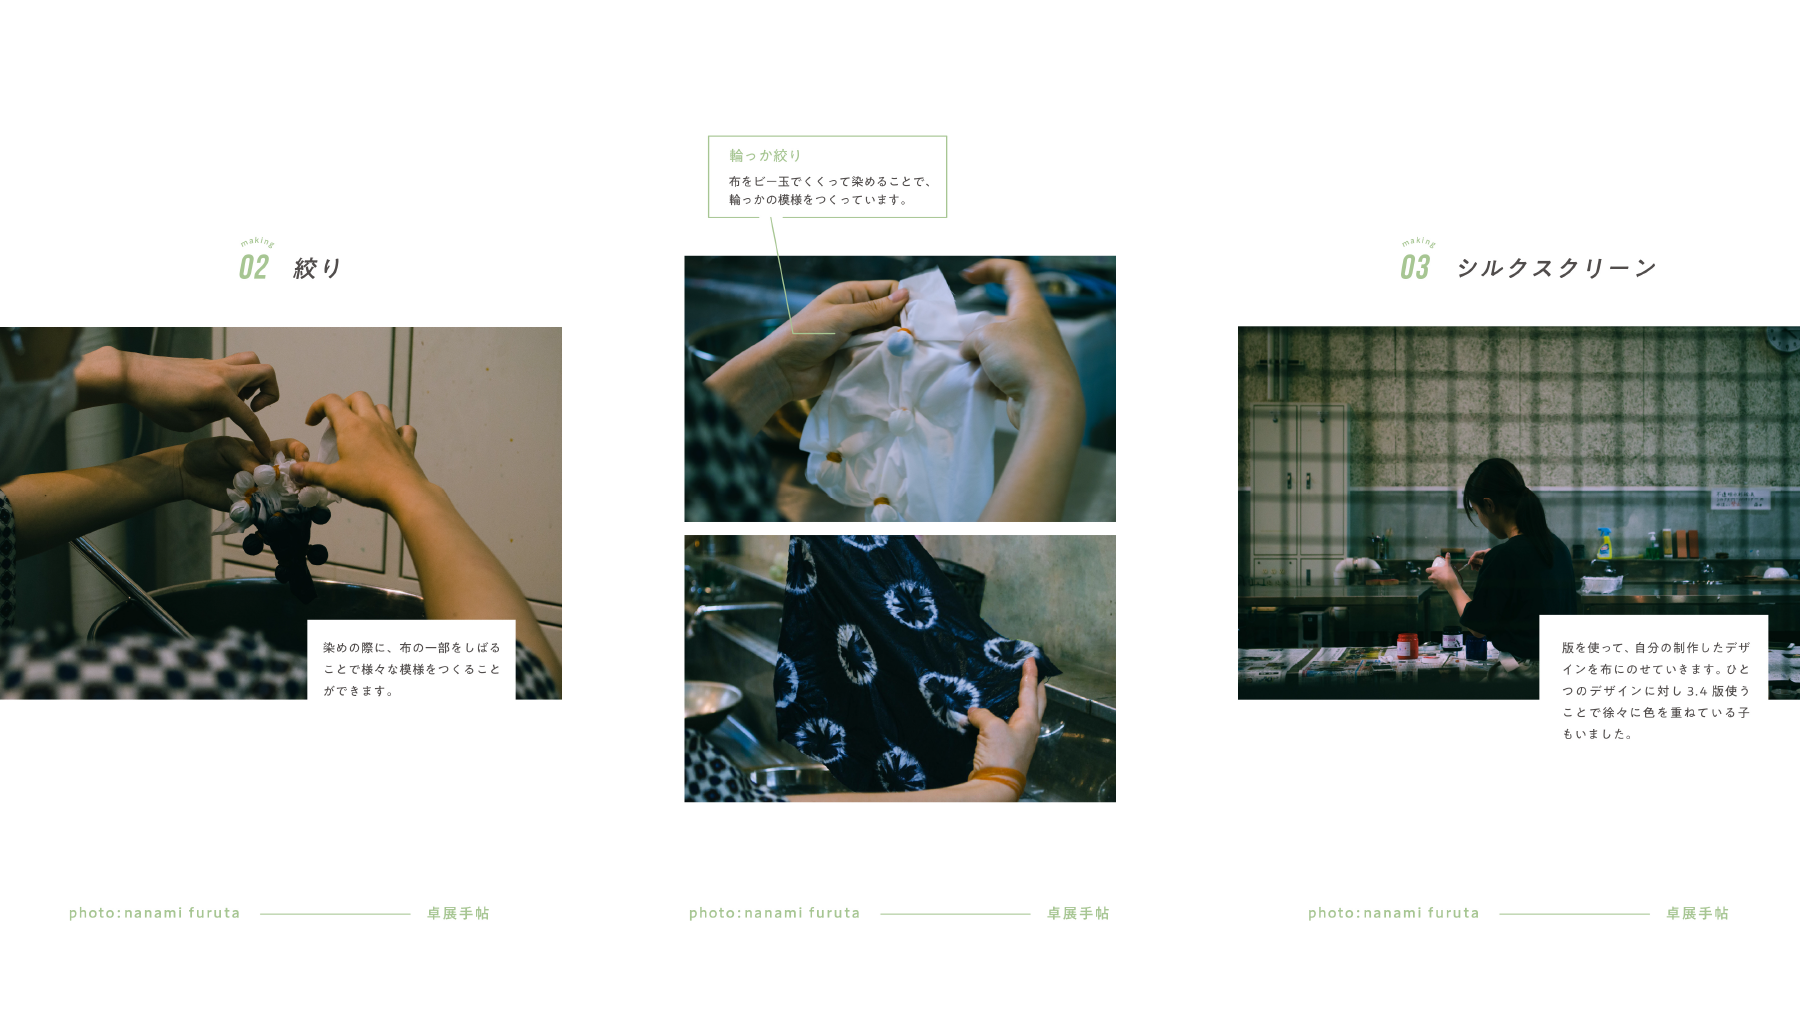 making
02 絞り
染めの際に、布の一部をしばる
ことで様々な模様をつくること
ができます。
photo:nanami furuta
卓展手帖
輪っか絞り
布をビー玉でくくって染めることで、
輪っかの模様をつくっています。
photo:nanami furuta
卓展手帖
making
03 シルクスクリーン
版を使って、自分の制作したデザ
インを布にのせていきます。ひと
つのデザインに対し 3.4 版使う
ことで徐々に色を重ねている子
もいました。
photo:nanami furuta
卓展手帖